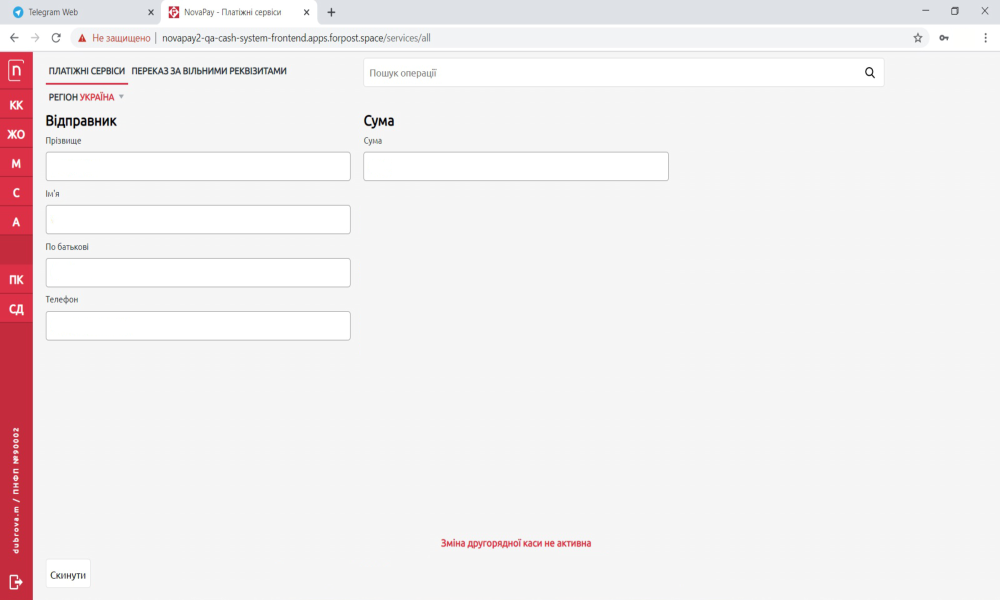 Telegram Web
NovaPay - Платіжні сервіси
Не защищено
novapay2-qa-cash-system-frontend.apps.forpost.space/services/all
n
КК
ЖО
М
С
А
ПК
СД
dubrova.m / ПНФП №90002
ПЛАТІЖНІ СЕРВІСИ ПЕРЕКАЗ ЗА ВІЛЬНИМИ РЕКВІЗИТАМИ
Пошук операції
РЕГІОН УКРАЇНА
Відправник
Прізвище
Ім'я
По батькові
Телефон
Сума
Сума
Зміна другорядної каси не активна
Скинути